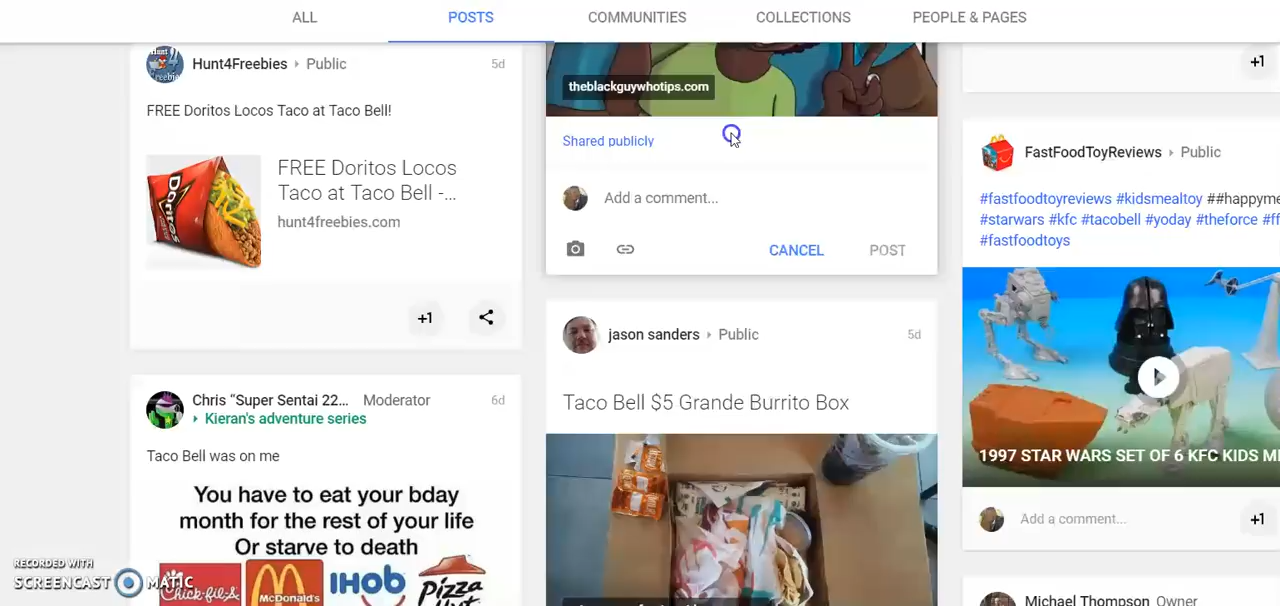 ALL
POSTS
COMMUNITIES
COLLECTIONS
PEOPLE & PAGES
Hunt4Freebies
Public
5d
FREE Doritos Locos Taco at Taco Bell!
FREE Doritos Locos
Taco at Taco Bell -...
hunt4freebies.com
+1
Chris “Super Sentai 22... Moderator
6d
Kieran's adventure series
Taco Bell was on me
You have to eat your bday
month for the rest of your life
Or starve to death
Chick-fil-&
McDonald's
IHOb
Pizza
RECORDED WITH
SCREENCAST MATIC
theblackguywhotips.com
Shared publicly
Add a comment...
CANCEL
POST
jason sanders
Public
5d
Taco Bell $5 Grande Burrito Box
+1
FastFoodToyReviews
Public
#fastfoodtoyreviews #kidsmealtoy ##happyme
#starwars #kfc #tacobell #yoday #theforce #ff
#fastfoodtoys
1997 STAR WARS SET OF 6 KFC KIDS M
Add a comment...
+1
Michael Thompson Owner